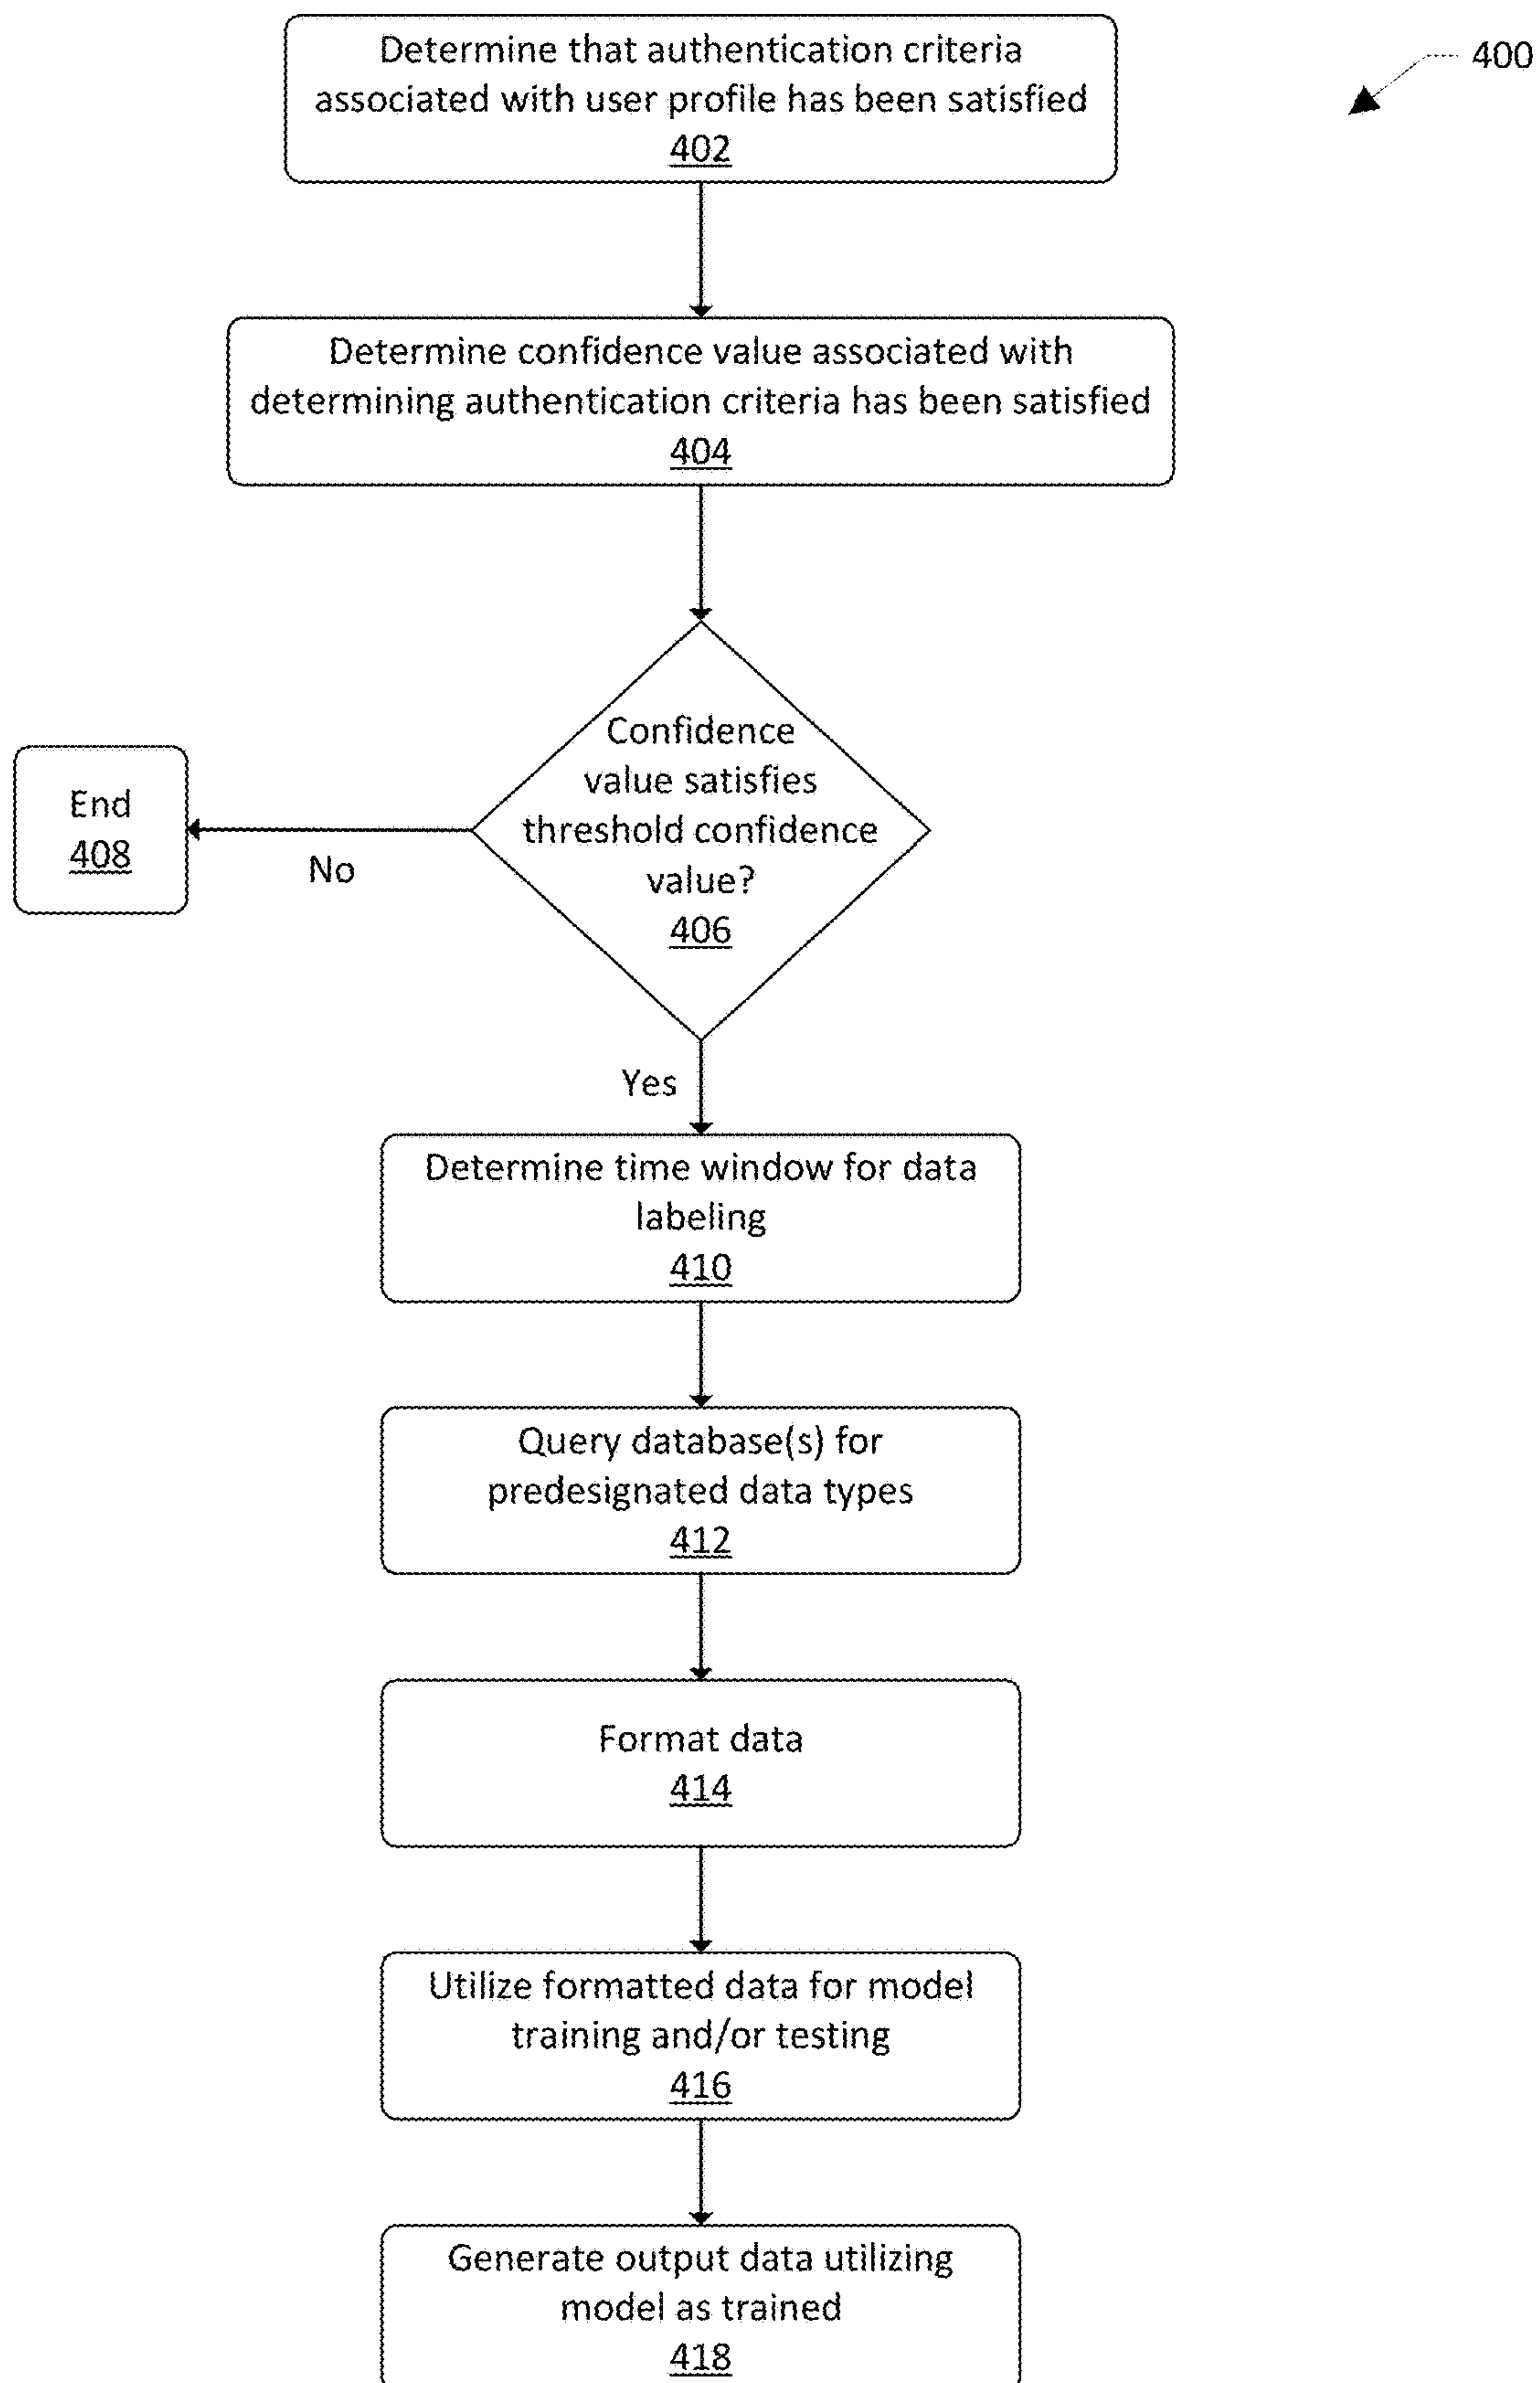 Determine that authentication criteria
associated with user profile has been satisfied
402
400
Determine confidence value associated with
determining authentication criteria has been satisfied
404
Confidence
value satisfies
threshold confidence
value?
406
End
408
No
Yes
Determine time window for data
labeling
410
Query database(s) for
predesignated data types
412
Format data
414
Utilize formatted data for model
training and/or testing
416
Generate output data utilizing
model as trained
418